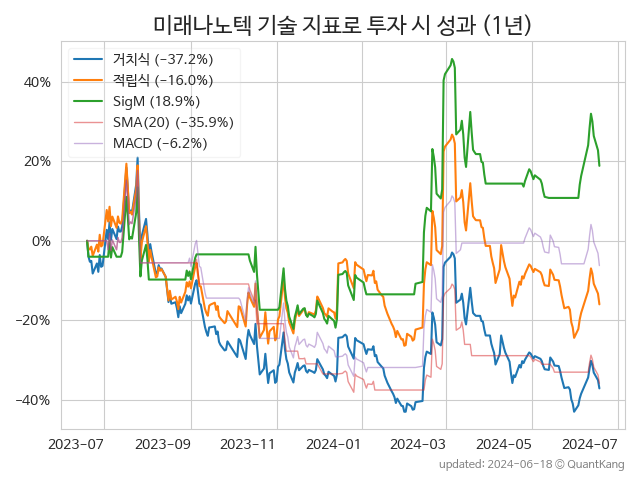 미래나노텍 기술 지표로 투자 시 성과 (1년)
거치식 (−37.2%)
적립식 (−16.0%)
SigM (18.9%)
SMA(20) (−35.9%)
MACD (−6.2%)
40%
20%
0%
−20%
−40%
2023-07 2023-09 2023-11 2024-01 2024-03 2024-05 2024-07
updated: 2024-06-18 © QuantKang